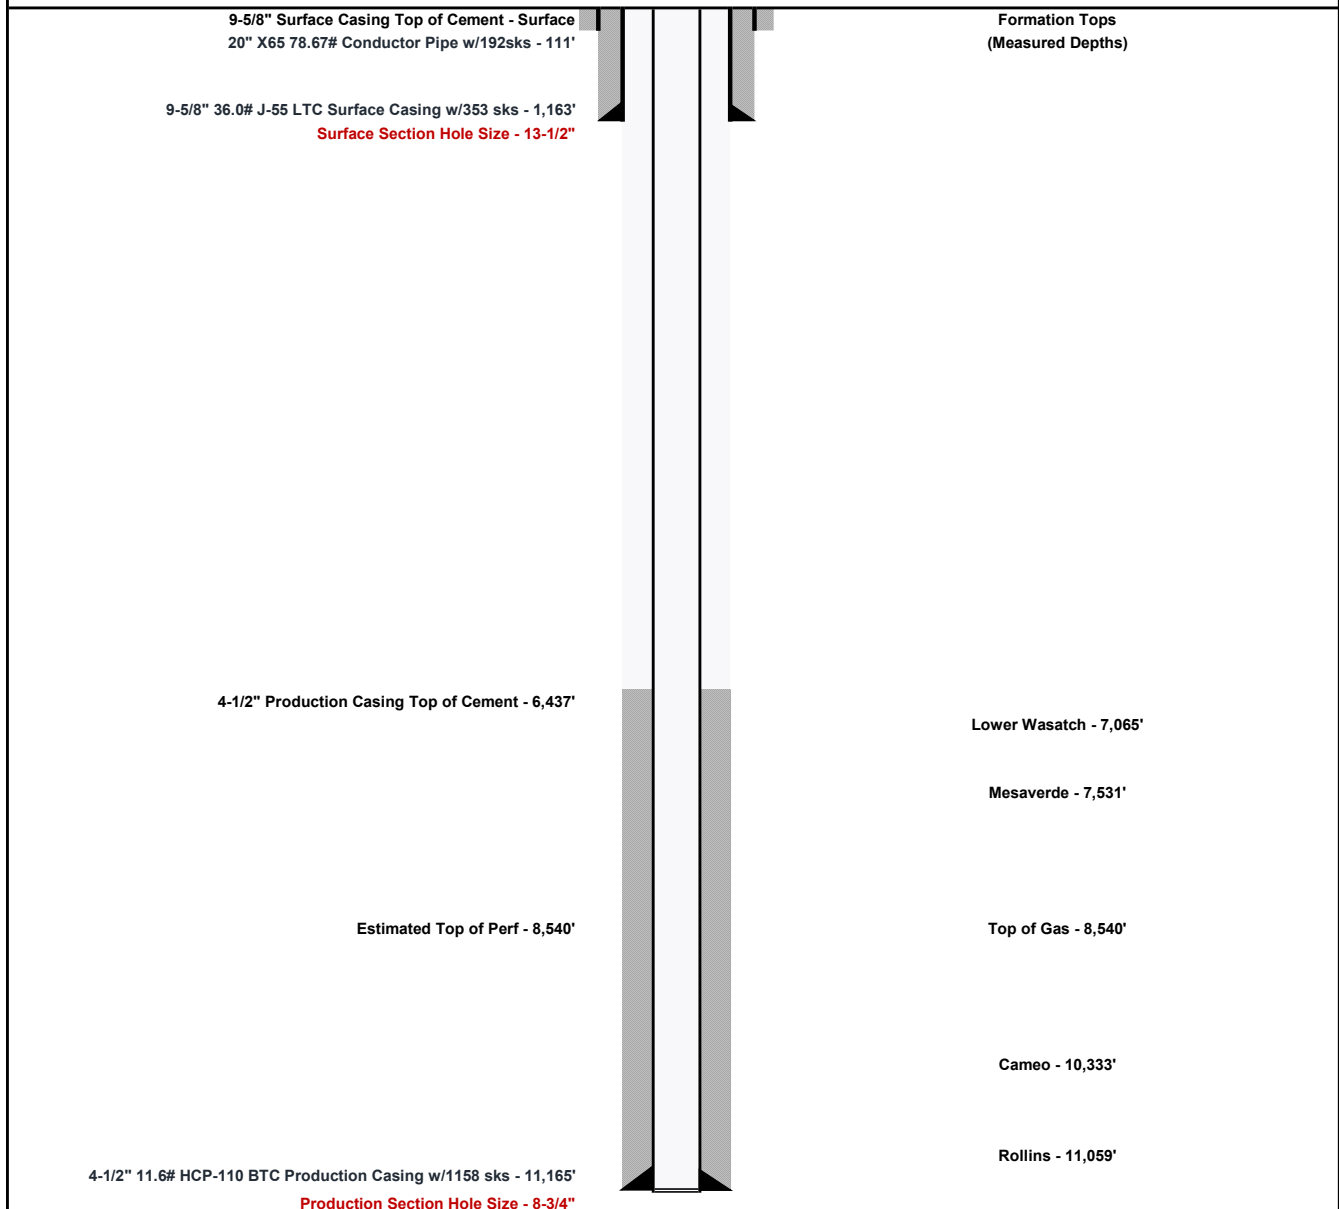 9-5/8" Surface Casing Top of Cement - Surface
Formation Tops
20" X65 78.67# Conductor Pipe w/192sks - 111'
(Measured Depths)
9-5/8" 36.0# J-55 LTC Surface Casing w/353 sks - 1,163'
Surface Section Hole Size - 13-1/2"
4-1/2" Production Casing Top of Cement - 6,437'
Lower Wasatch - 7,065'
Mesaverde - 7,531'
Estimated Top of Perf - 8,540'
Top of Gas - 8,540'
Cameo - 10,333'
Rollins - 11,059'
4-1/2" 11.6# HCP-110 BTC Production Casing w/1158 sks - 11,165'
Production Section Hole Size - 8-3/4"